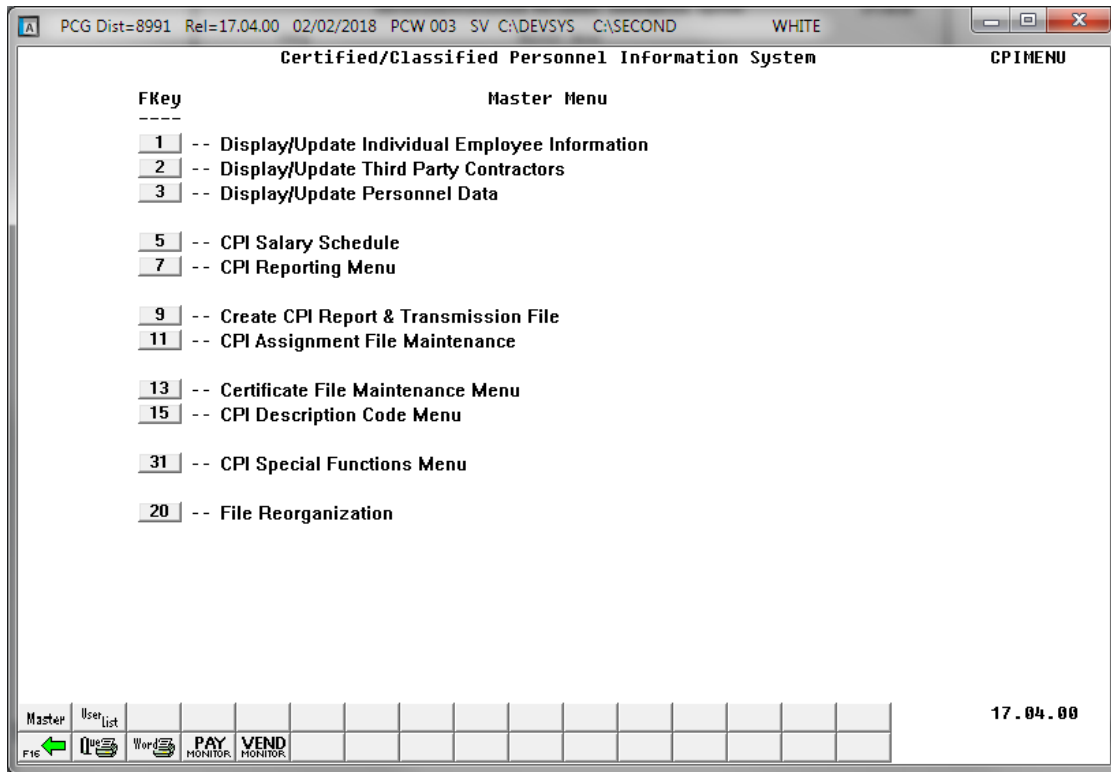 A PCG Dist=8991 Rel=17.04.00 02/02/2018 PCW 003 SV C:\DEVSYS C:\SECOND WHITE
Certified/Classified Personnel Information System CPIMENU
FKey Master Menu
----
1 -- Display/Update Individual Employee Information
2 -- Display/Update Third Party Contractors
3 -- Display/Update Personnel Data
5 -- CPI Salary Schedule
7 -- CPI Reporting Menu
9 -- Create CPI Report & Transmission File
11 -- CPI Assignment File Maintenance
13 -- Certificate File Maintenance Menu
15 -- CPI Description Code Menu
31 -- CPI Special Functions Menu
20 -- File Reorganization
Master User List 17.04.00
F16 Que Word PAY MONITOR VEND MONITOR